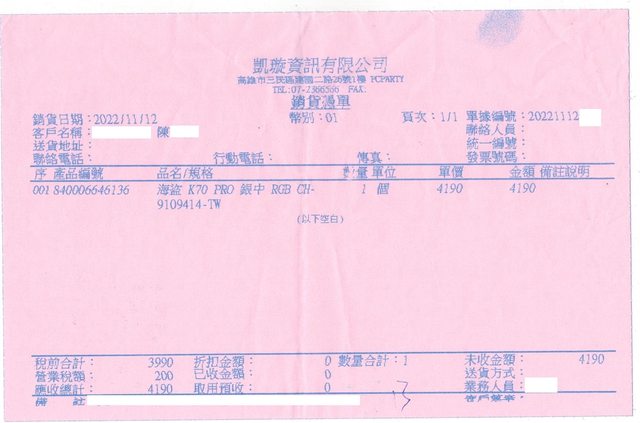 凱璇資訊有限公司
高雄市三民區建國二路26號1樓 PCPARTY
TEL:07-2366566 FAX:
銷貨憑單
銷貨日期：2022/11/12 幣別：01 頁次：1/1 單據編號：20221112
客戶名稱： 陳 聯絡人員：
送貨地址： 統一編號：
聯絡電話： 行動電話： 傳真： 發票號碼：
序 產品編號 品名/規格 數量 單位 單價 金額 備註說明
001 840006646136 海盜 K70 PRO 銀中 RGB CH- 1 個 4190 4190
9109414-TW
(以下空白)
稅前合計： 3990 折扣金額： 0 數量合計：1 未收金額： 4190
營業稅額： 200 已收金額： 0 送貨方式：
應收總計： 4190 取用預收： 0 業務人員：
備 註 客戶簽章：